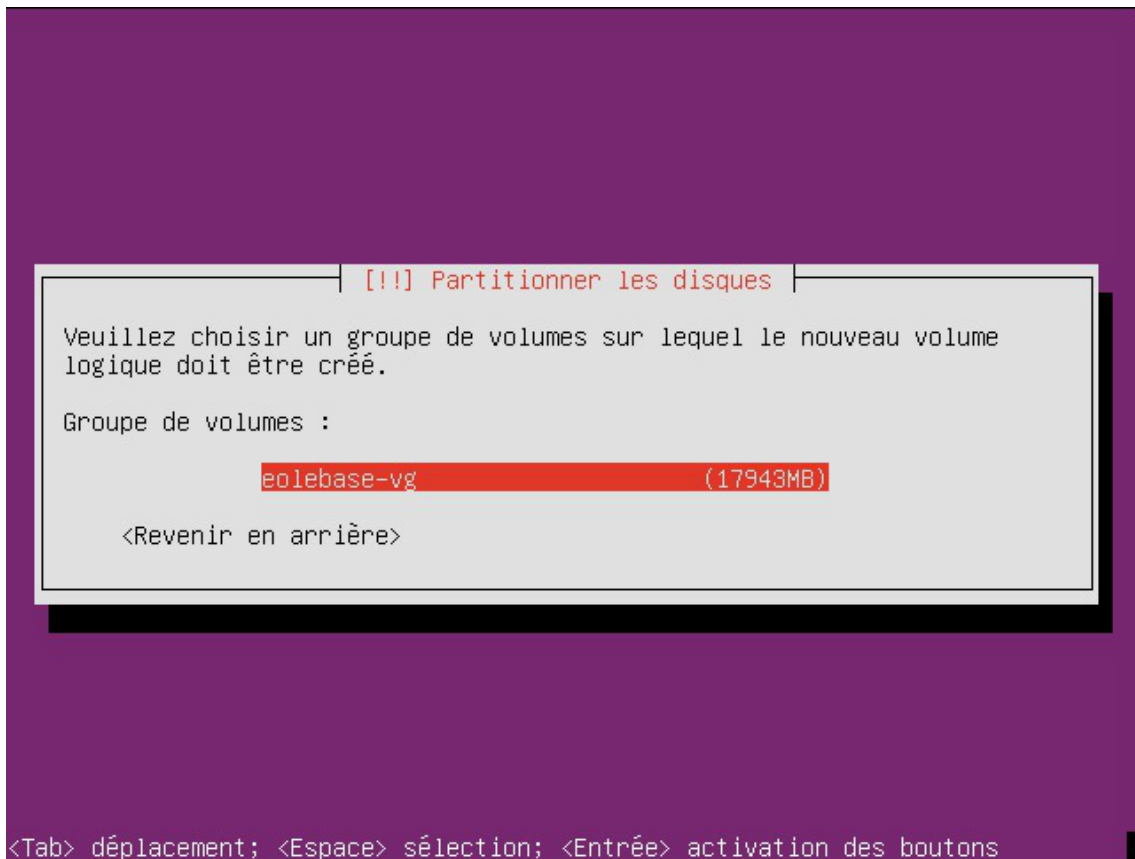 [!!] Partitionner les disques
Veuillez choisir un groupe de volumes sur lequel le nouveau volume
logique doit être créé.
Groupe de volumes :
eolebase-vg (17943MB)
<Revenir en arrière>
<Tab> déplacement; <Espace> sélection; <Entrée> activation des boutons